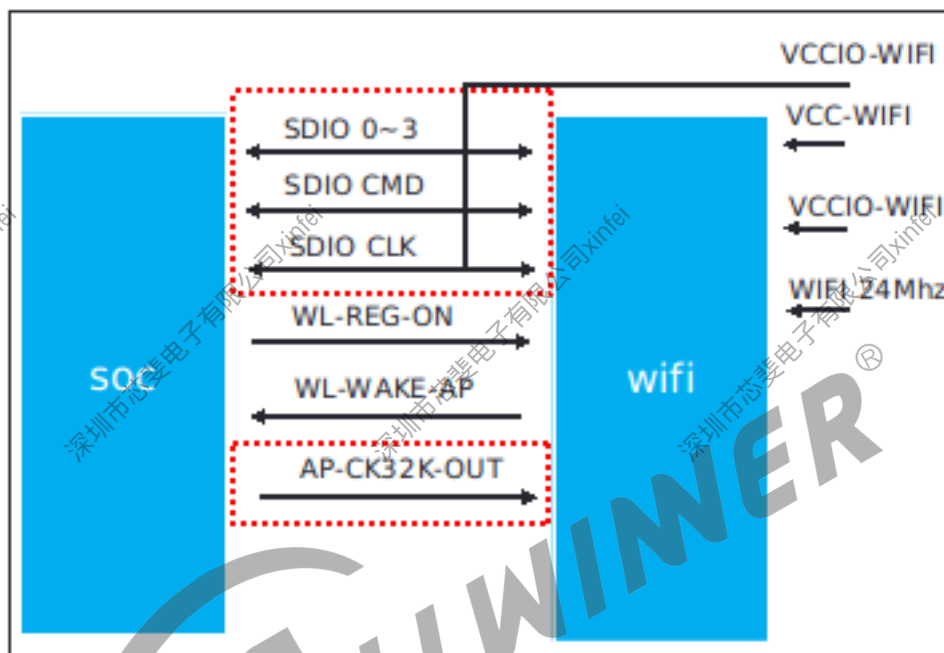 VCCIO-WIFI
SDIO 0~3
VCC-WIFI
SDIO CMD
VCCIO-WIFI
SDIO CLK
WIFI 24Mhz
WL-REG-ON
soc
wifi
WL-WAKE-AP
AP-CK32K-OUT
深圳市芯斐电子有限公司xinfei
深圳市芯斐电子有限公司xinfei
深圳市芯斐电子有限公司xinfei
UWINNER®